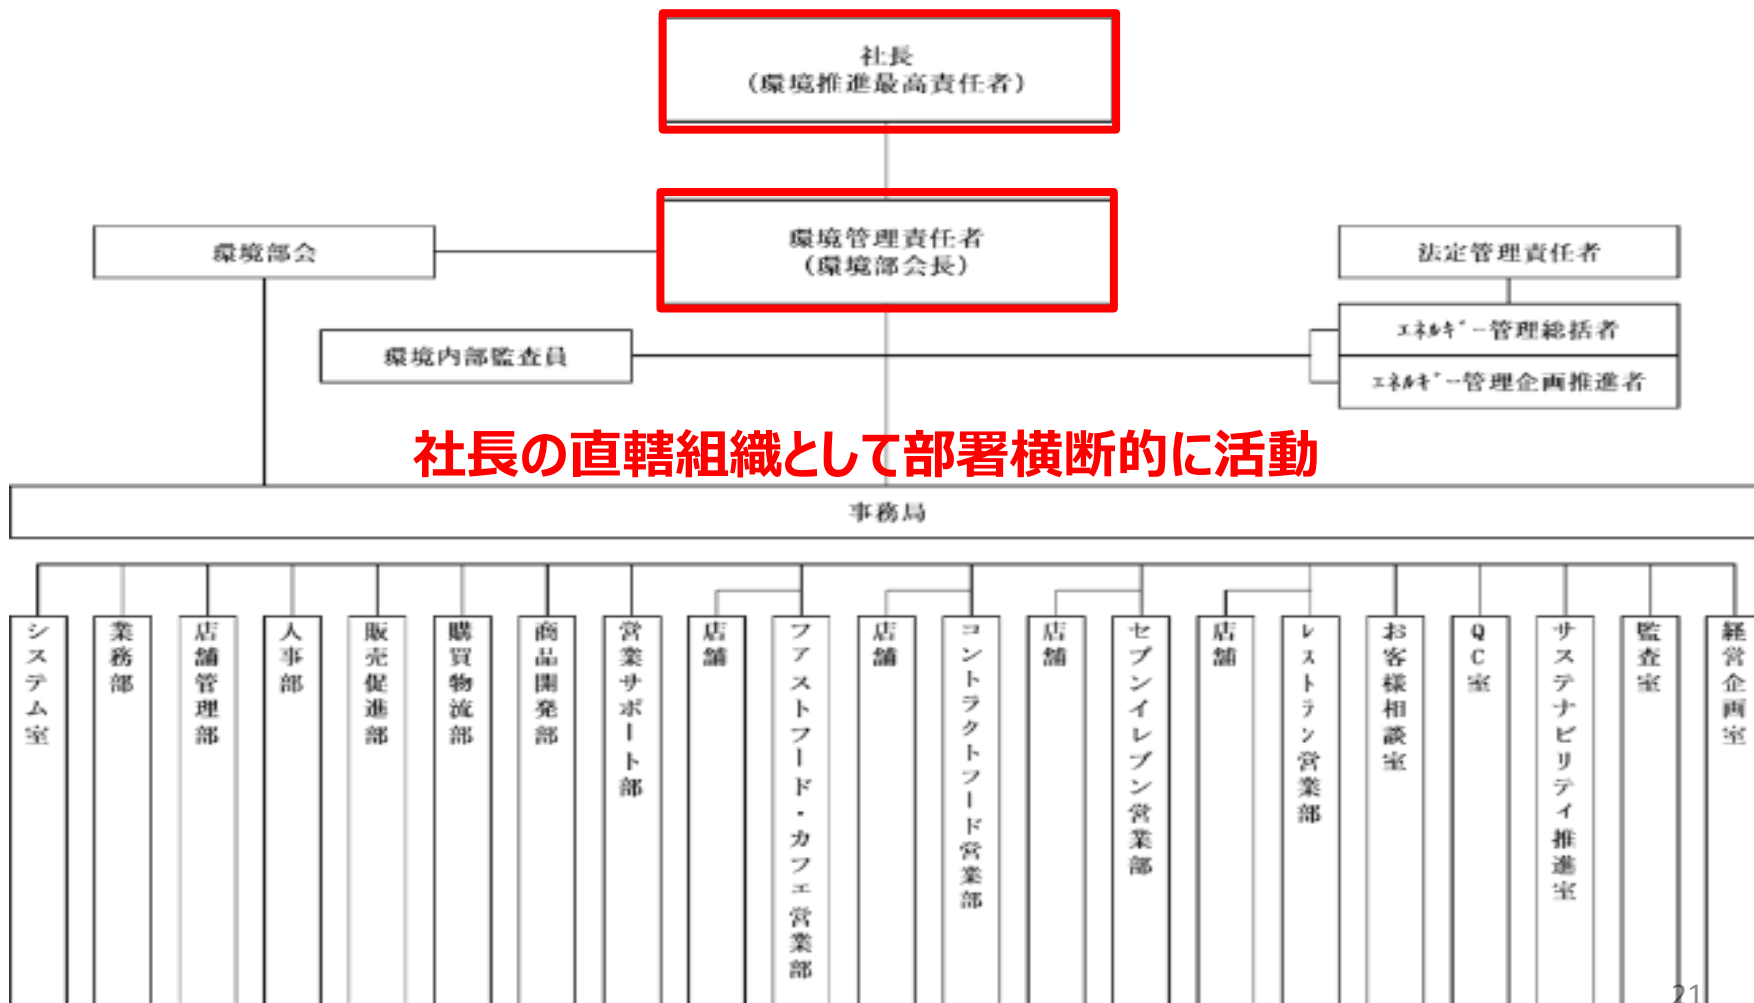 社長
（環境推進最高責任者）
環境部会
環境管理責任者
（環境部会長）
法定管理責任者
環境内部監査員
ｴﾈﾙｷﾞｰ管理総括者
ｴﾈﾙｷﾞｰ管理企画推進者
社長の直轄組織として部署横断的に活動
事務局
システム室
業務部
店舗管理部
人事部
販売促進部
購買物流部
商品開発部
営業サポート部
店舗
ファストフード・カフェ営業部
店舗
コントラクトフード営業部
店舗
セブンイレブン営業部
店舗
レストラン営業部
お客様相談室
QC室
サステナビリティ推進室
監査室
経営企画室
21